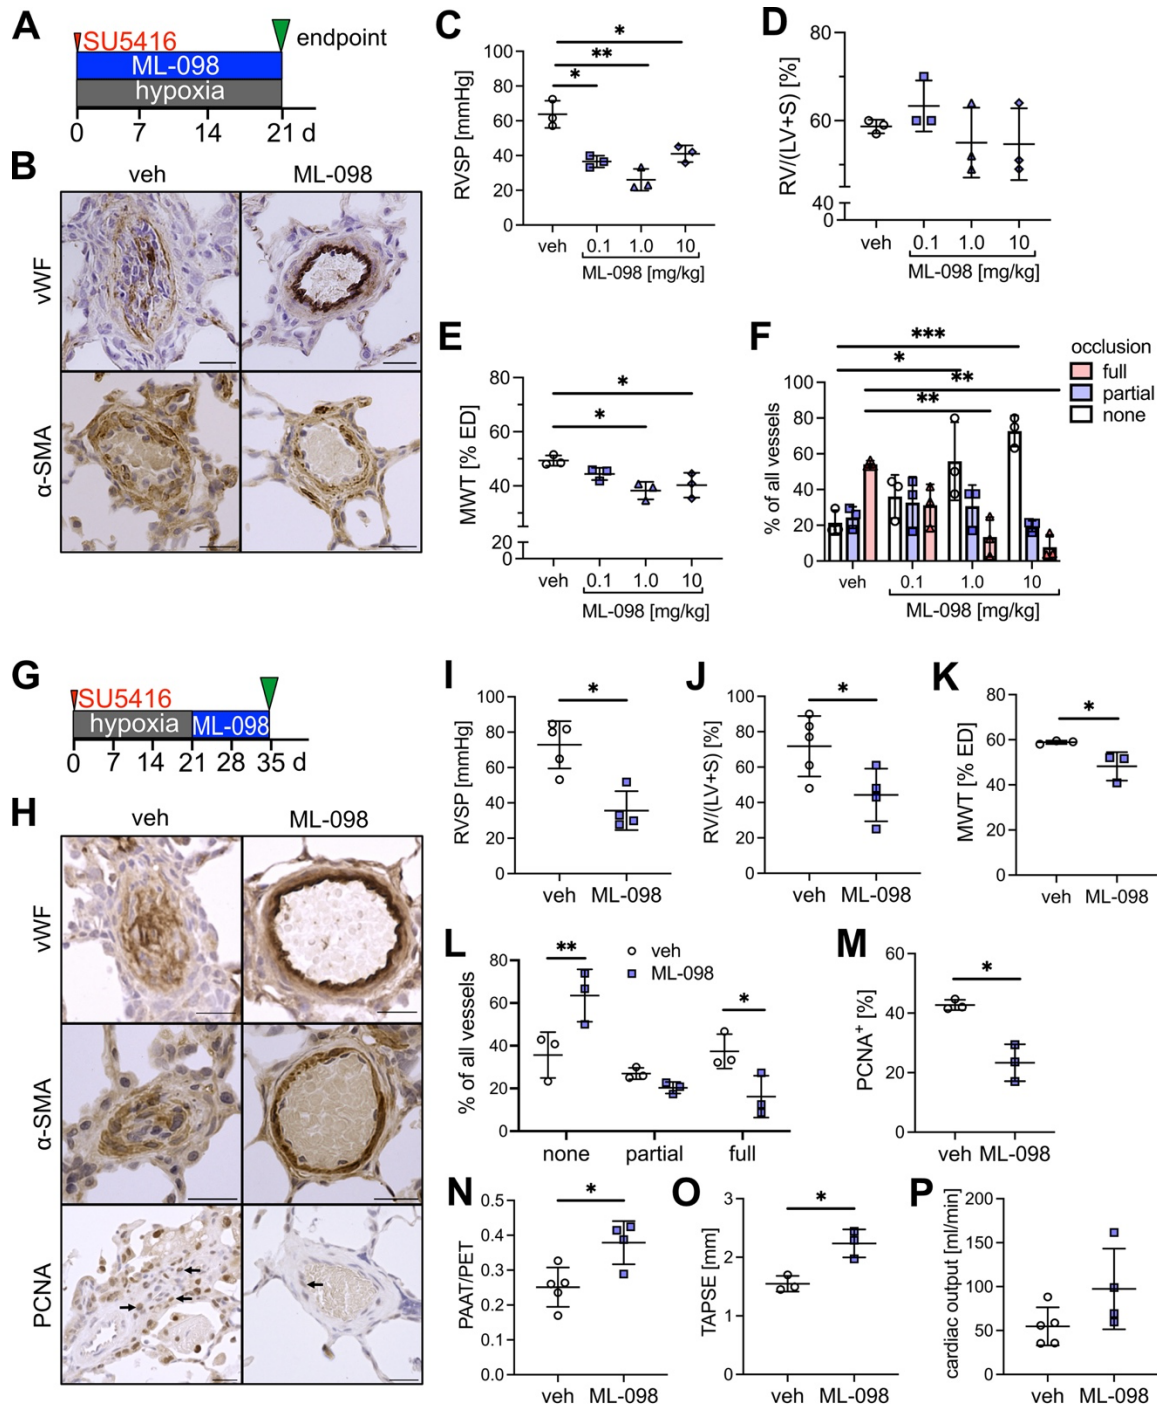 A
SU5416
endpoint
ML-098
hypoxia
0 7 14 21 d
B
veh ML-098
vWF
α-SMA
C
RVSP [mmHg]
100
80
60
40
20
0
* 
**
*
veh 0.1 1.0 10
ML-098 [mg/kg]
D
RV/(LV+S) [%]
80
60
40
0
veh 0.1 1.0 10
ML-098 [mg/kg]
E
MWT [% ED]
80
60
40
20
0
*
*
veh 0.1 1.0 10
ML-098 [mg/kg]
F
% of all vessels
100
80
60
40
20
0
***
*
**
**
occlusion
full
partial
none
veh 0.1 1.0 10
ML-098 [mg/kg]
G
SU5416
hypoxia ML-098
0 7 14 21 28 35 d
H
veh ML-098
vWF
α-SMA
PCNA
I
RVSP [mmHg]
100
80
60
40
20
0
*
veh ML-098
J
RV/(LV+S) [%]
100
80
60
40
20
0
*
veh ML-098
K
MWT [% ED]
80
60
40
20
0
*
veh ML-098
L
% of all vessels
80
60
40
20
0
**
*
veh
ML-098
none partial full
M
PCNA+ [%]
60
40
20
0
*
veh ML-098
N
PAAT/PET
0.5
0.4
0.3
0.2
0.1
0.0
*
veh ML-098
O
TAPSE [mm]
3
2
1
0
*
veh ML-098
P
cardiac output [ml/min]
200
150
100
50
0
veh ML-098